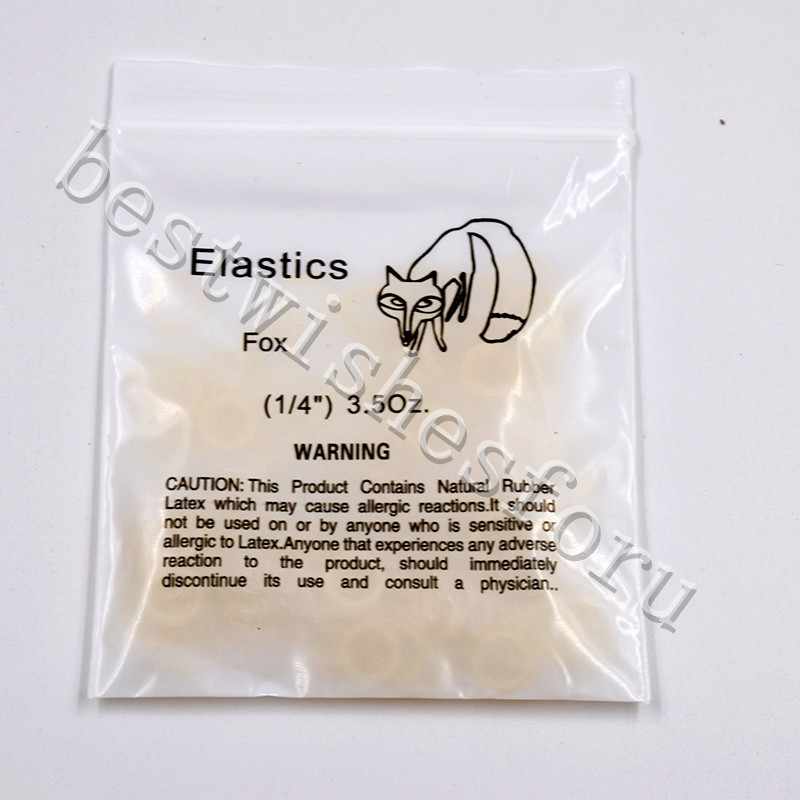 Elastics
Fox
(1/4") 3.5Oz.
WARNING
CAUTION: This Product Contains Natural Rubber
Latex which may cause allergic reactions.It should
not be used on or by anyone who is sensitive or
allergic to Latex.Anyone that experiences any adverse
reaction to the product, should immediately
discontinue its use and consult a physician..
bestwishesforu